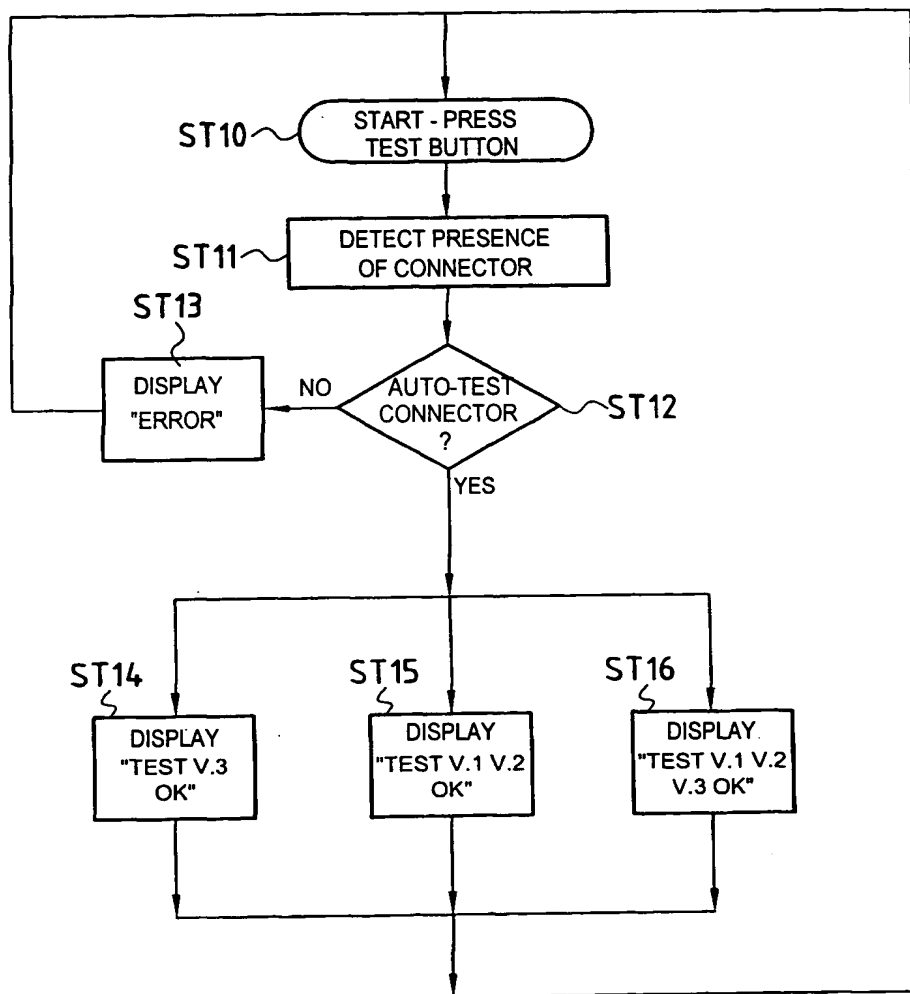 ST10
START - PRESS
TEST BUTTON
ST11
DETECT PRESENCE
OF CONNECTOR
ST13
DISPLAY
"ERROR"
NO
AUTO-TEST
CONNECTOR
?
ST12
YES
ST14
DISPLAY
"TEST V.3
OK"
ST15
DISPLAY
"TEST V.1 V.2
OK"
ST16
DISPLAY
"TEST V.1 V.2
V.3 OK"